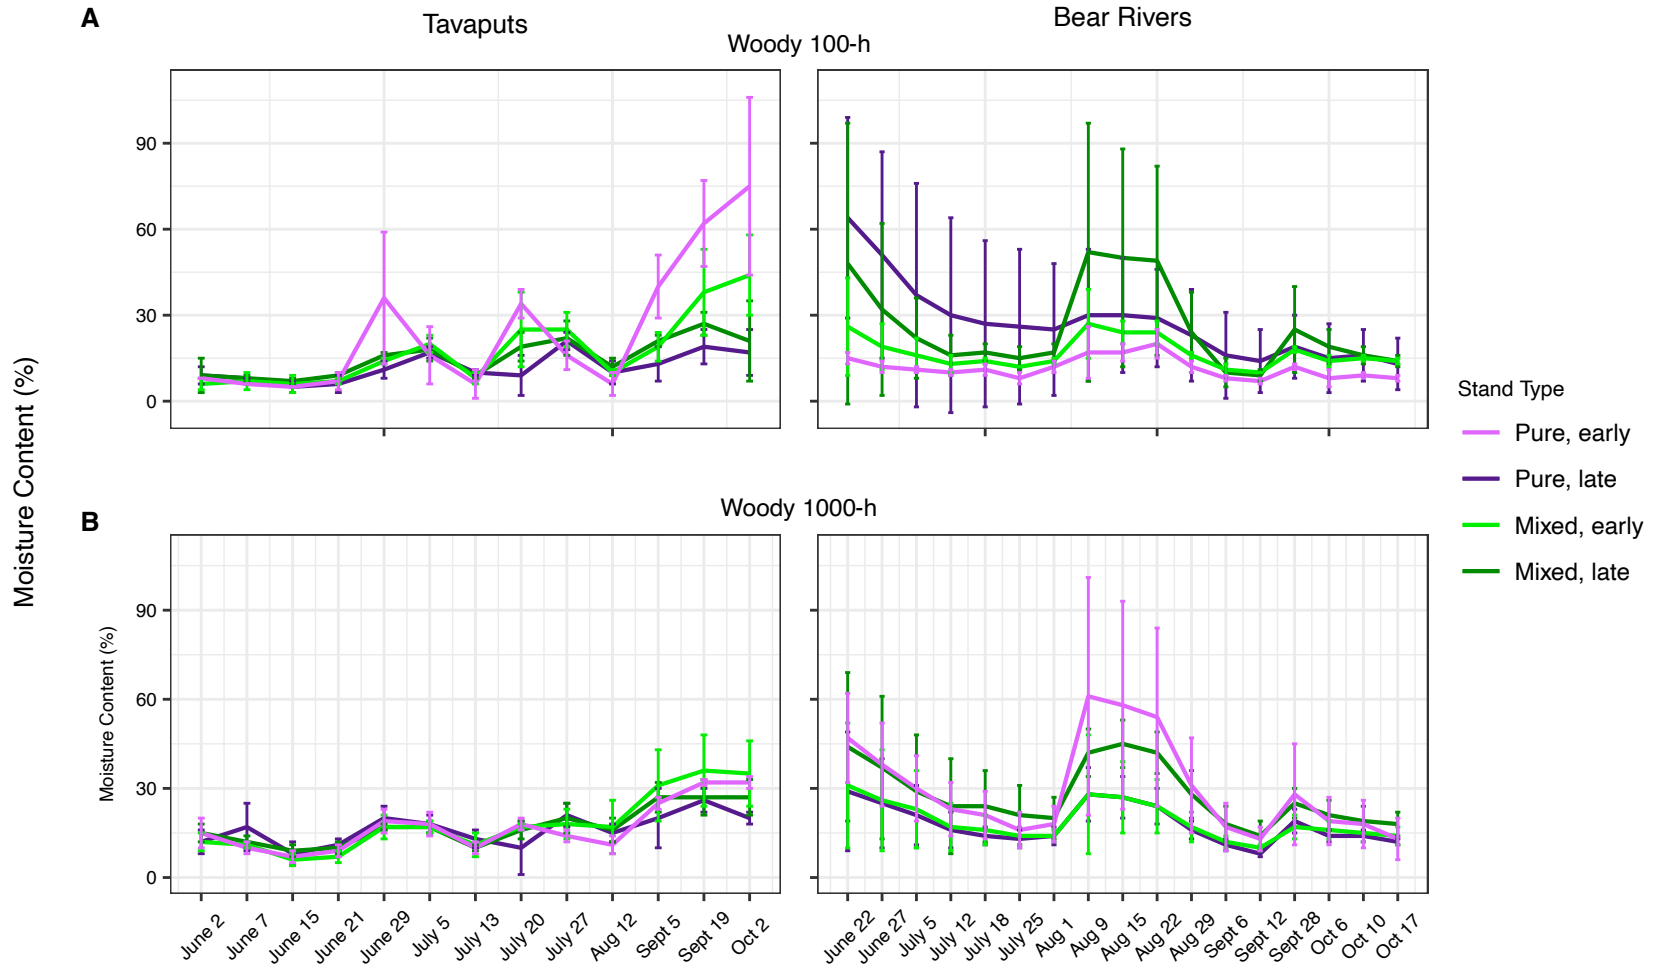 A
Tavaputs
Bear Rivers
Woody 100-h
90
60
30
0
Moisture Content (%)
Stand Type
Pure, early
Pure, late
Mixed, early
Mixed, late
B
Woody 1000-h
Moisture Content (%)
90
60
30
0
June 2
June 7
June 15
June 21
June 29
July 5
July 13
July 20
July 27
Aug 12
Sept 5
Sept 19
Oct 2
June 22
June 27
July 5
July 12
July 18
July 25
Aug 1
Aug 9
Aug 15
Aug 22
Aug 29
Sept 6
Sept 12
Sept 28
Oct 6
Oct 10
Oct 17